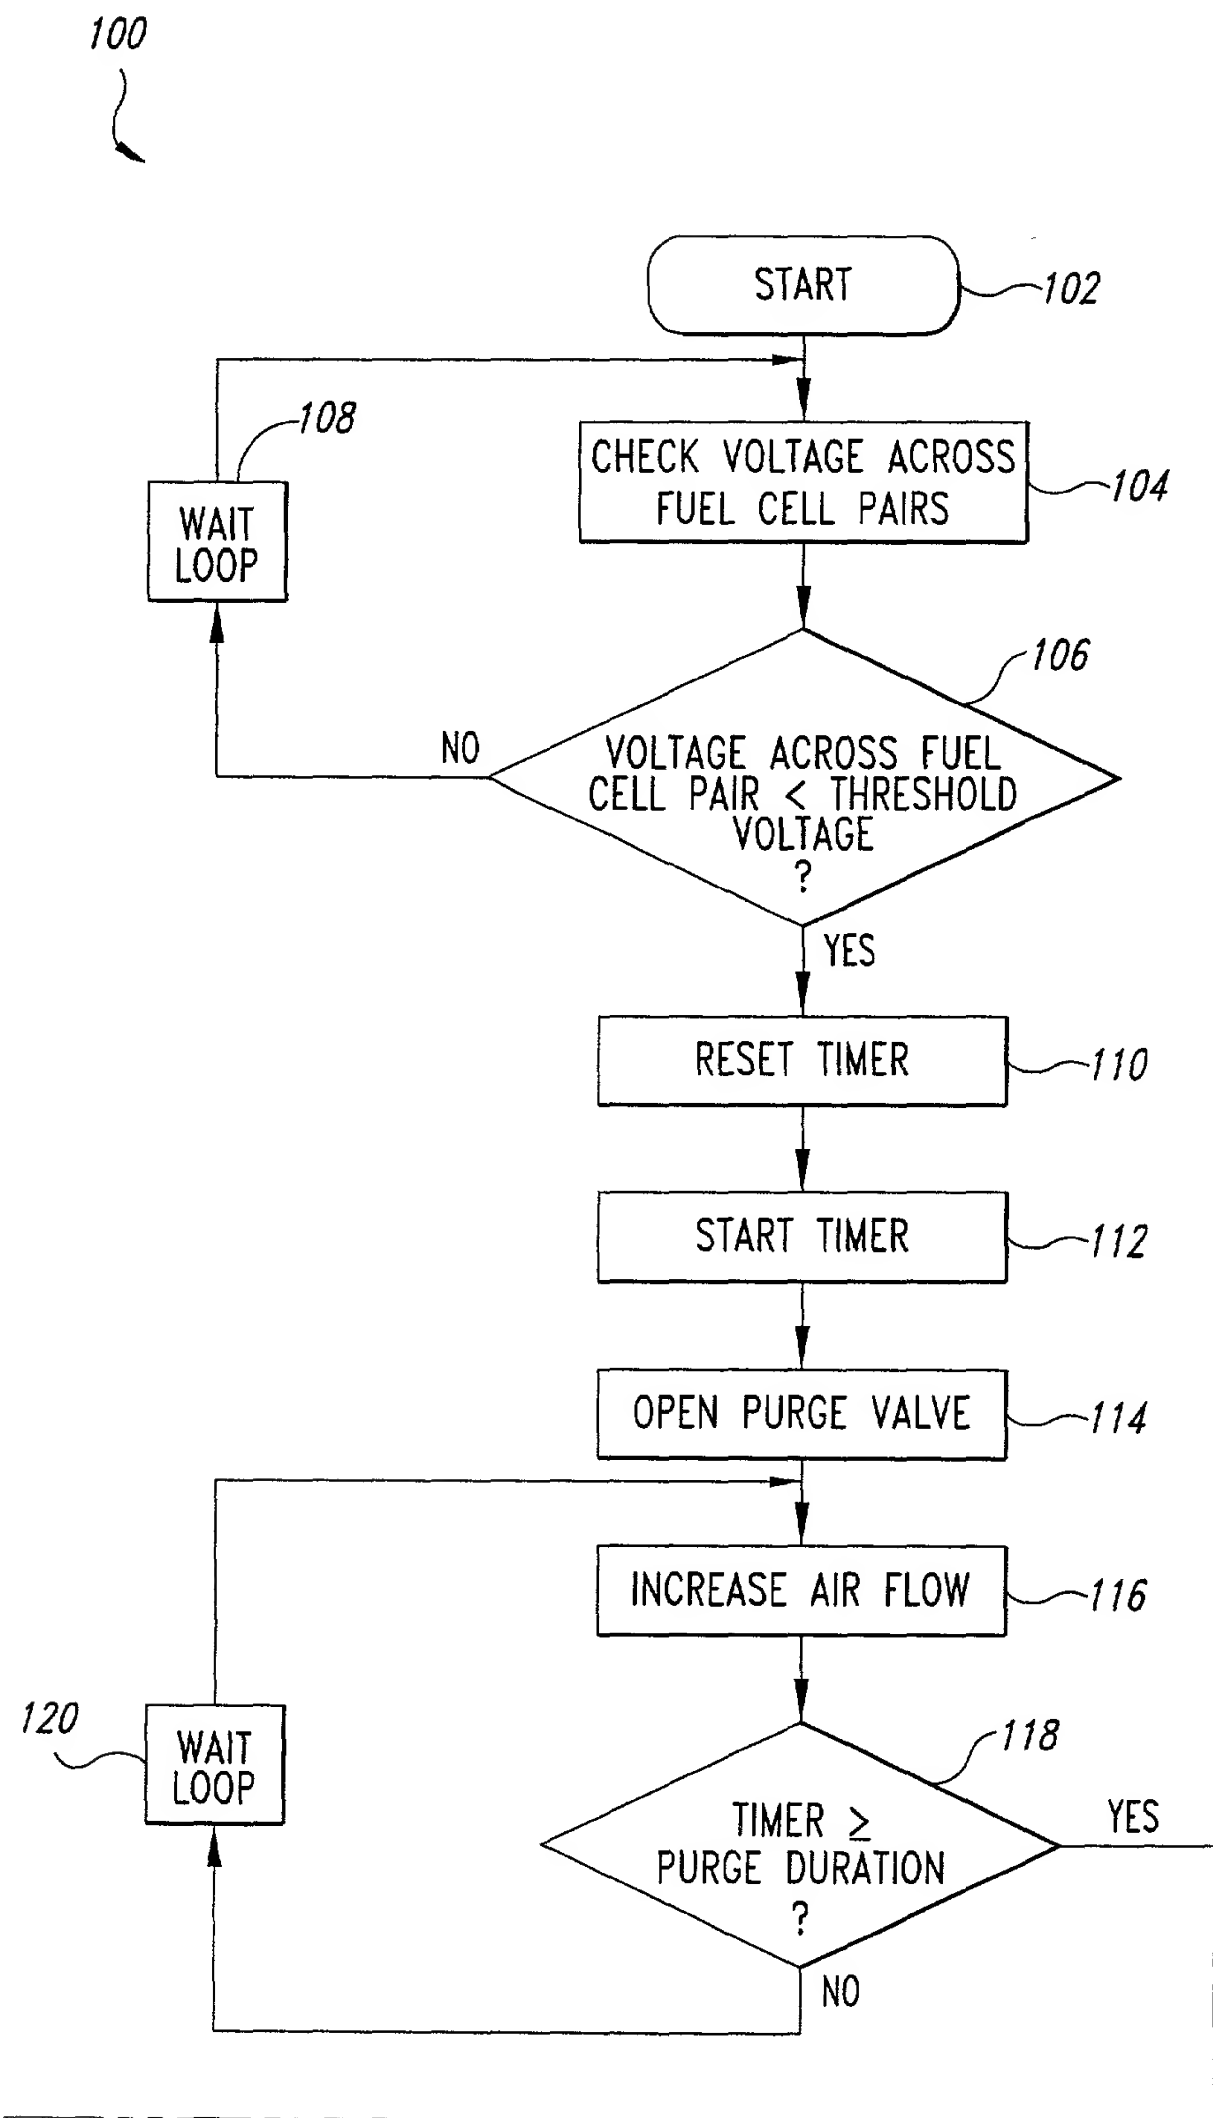 100
START
102
108
CHECK VOLTAGE ACROSS
FUEL CELL PAIRS
104
WAIT
LOOP
106
NO
VOLTAGE ACROSS FUEL
CELL PAIR < THRESHOLD
VOLTAGE
?
YES
RESET TIMER
110
START TIMER
112
OPEN PURGE VALVE
114
INCREASE AIR FLOW
116
120
WAIT
LOOP
118
TIMER ≥
PURGE DURATION
?
YES
NO